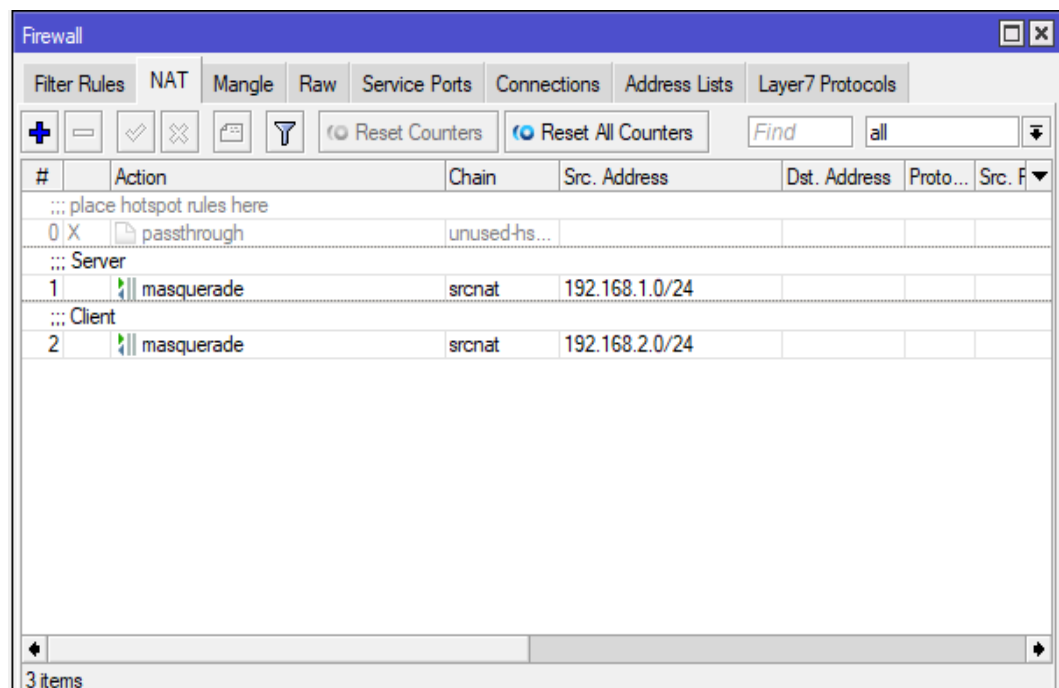 Firewall
Filter Rules NAT Mangle Raw Service Ports Connections Address Lists Layer7 Protocols
Reset Counters Reset All Counters Find all
# Action Chain Src. Address Dst. Address Proto... Src. P
;;; place hotspot rules here
0 X passthrough unused-hs...
;;; Server
1 masquerade srcnat 192.168.1.0/24
;;; Client
2 masquerade srcnat 192.168.2.0/24
3 items